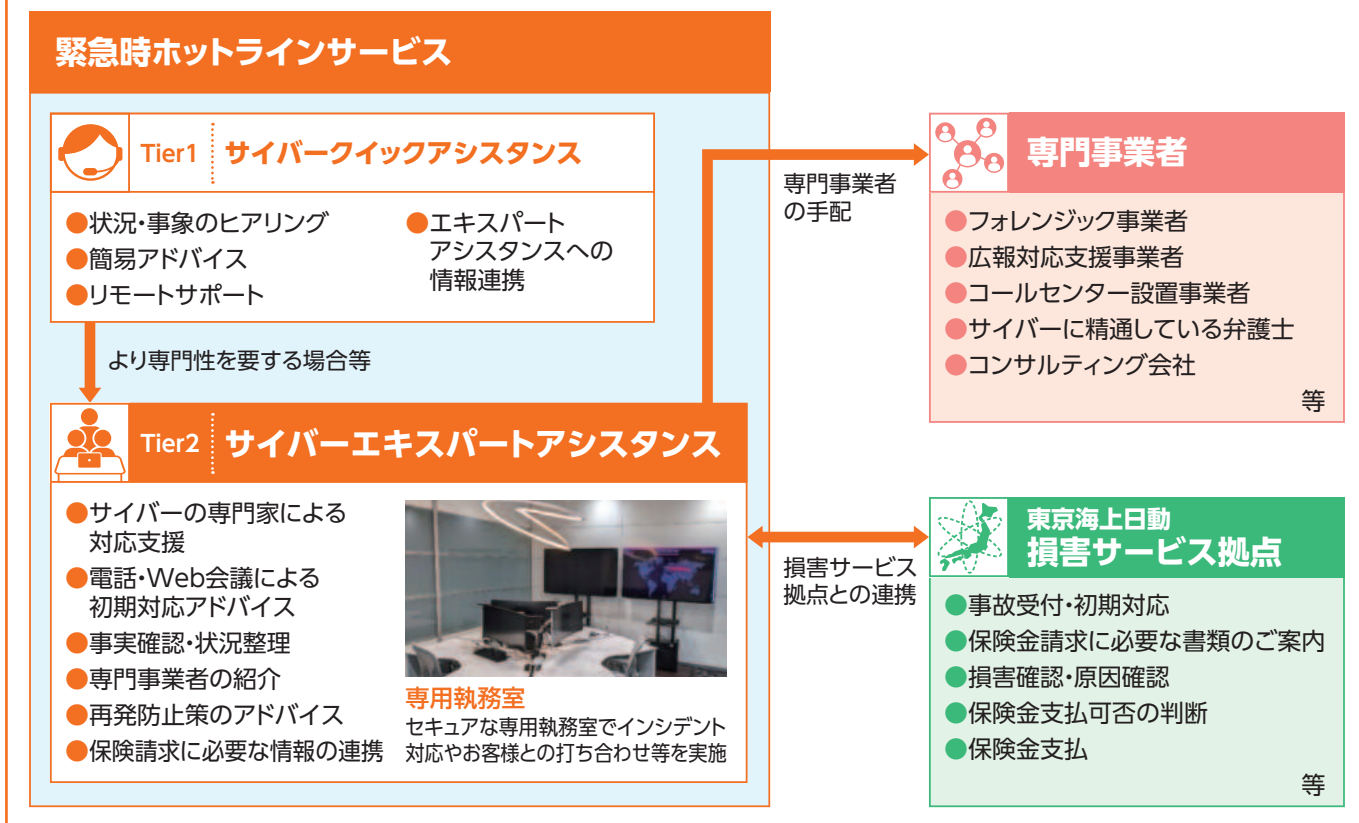 緊急時ホットラインサービス
Tier1 サイバークイックアシスタンス
●状況・事象のヒアリング
●簡易アドバイス
●リモートサポート
●エキスパート
アシスタンスへの
情報連携
より専門性を要する場合等
Tier2 サイバーエキスパートアシスタンス
●サイバーの専門家による
対応支援
●電話・Web会議による
初期対応アドバイス
●事実確認・状況整理
●専門事業者の紹介
●再発防止策のアドバイス
●保険請求に必要な情報の連携
専用執務室
セキュアな専用執務室でインシデント
対応やお客様との打ち合わせ等を実施
専門事業者
の手配
専門事業者
●フォレンジック事業者
●広報対応支援事業者
●コールセンター設置事業者
●サイバーに精通している弁護士
●コンサルティング会社
等
損害サービス
拠点との連携
東京海上日動
損害サービス拠点
●事故受付・初期対応
●保険金請求に必要な書類のご案内
●損害確認・原因確認
●保険金支払可否の判断
●保険金支払
等